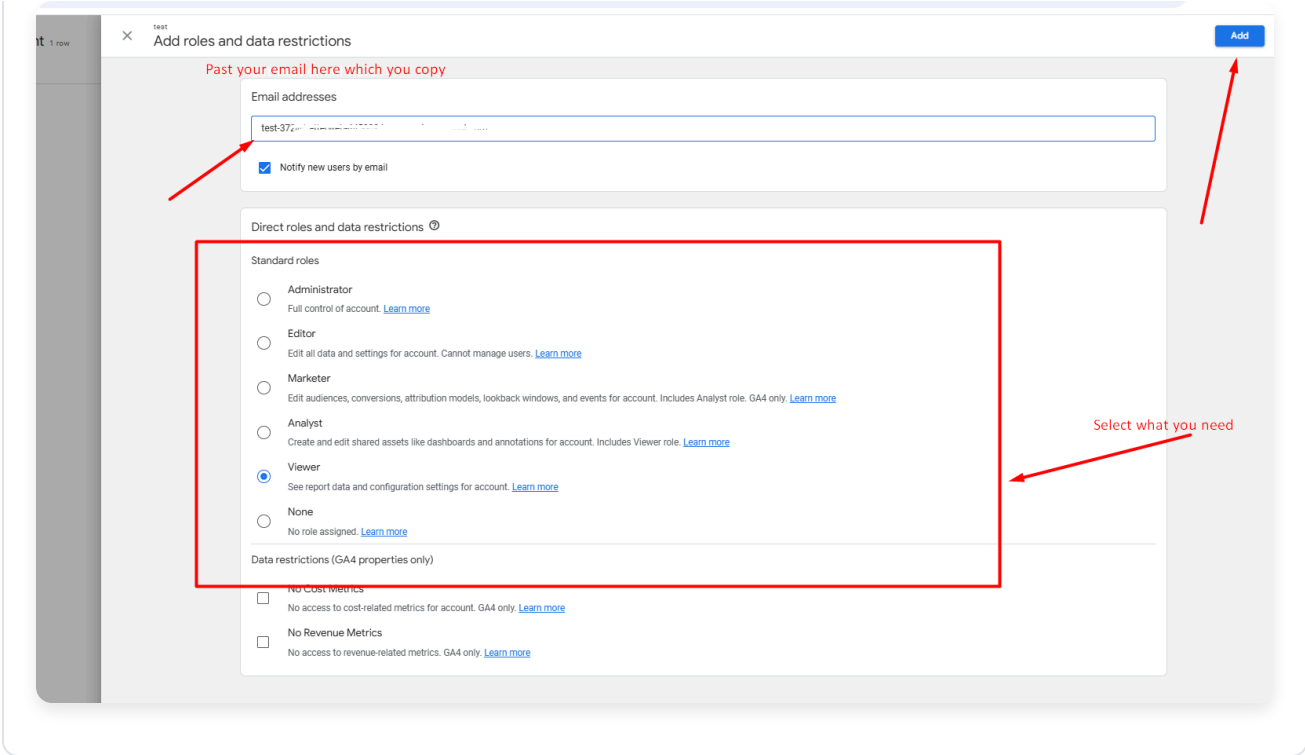 nt 1 row
test
Add roles and data restrictions
Add
Past your email here which you copy
Email addresses
test-372
Notify new users by email
Direct roles and data restrictions
Standard roles
Administrator
Full control of account. Learn more
Editor
Edit all data and settings for account. Cannot manage users. Learn more
Marketer
Edit audiences, conversions, attribution models, lookback windows, and events for account. Includes Analyst role. GA4 only. Learn more
Analyst
Create and edit shared assets like dashboards and annotations for account. Includes Viewer role. Learn more
Select what you need
Viewer
See report data and configuration settings for account. Learn more
None
No role assigned. Learn more
Data restrictions (GA4 properties only)
No Cost Metrics
No access to cost-related metrics for account. GA4 only. Learn more
No Revenue Metrics
No access to revenue-related metrics. GA4 only. Learn more